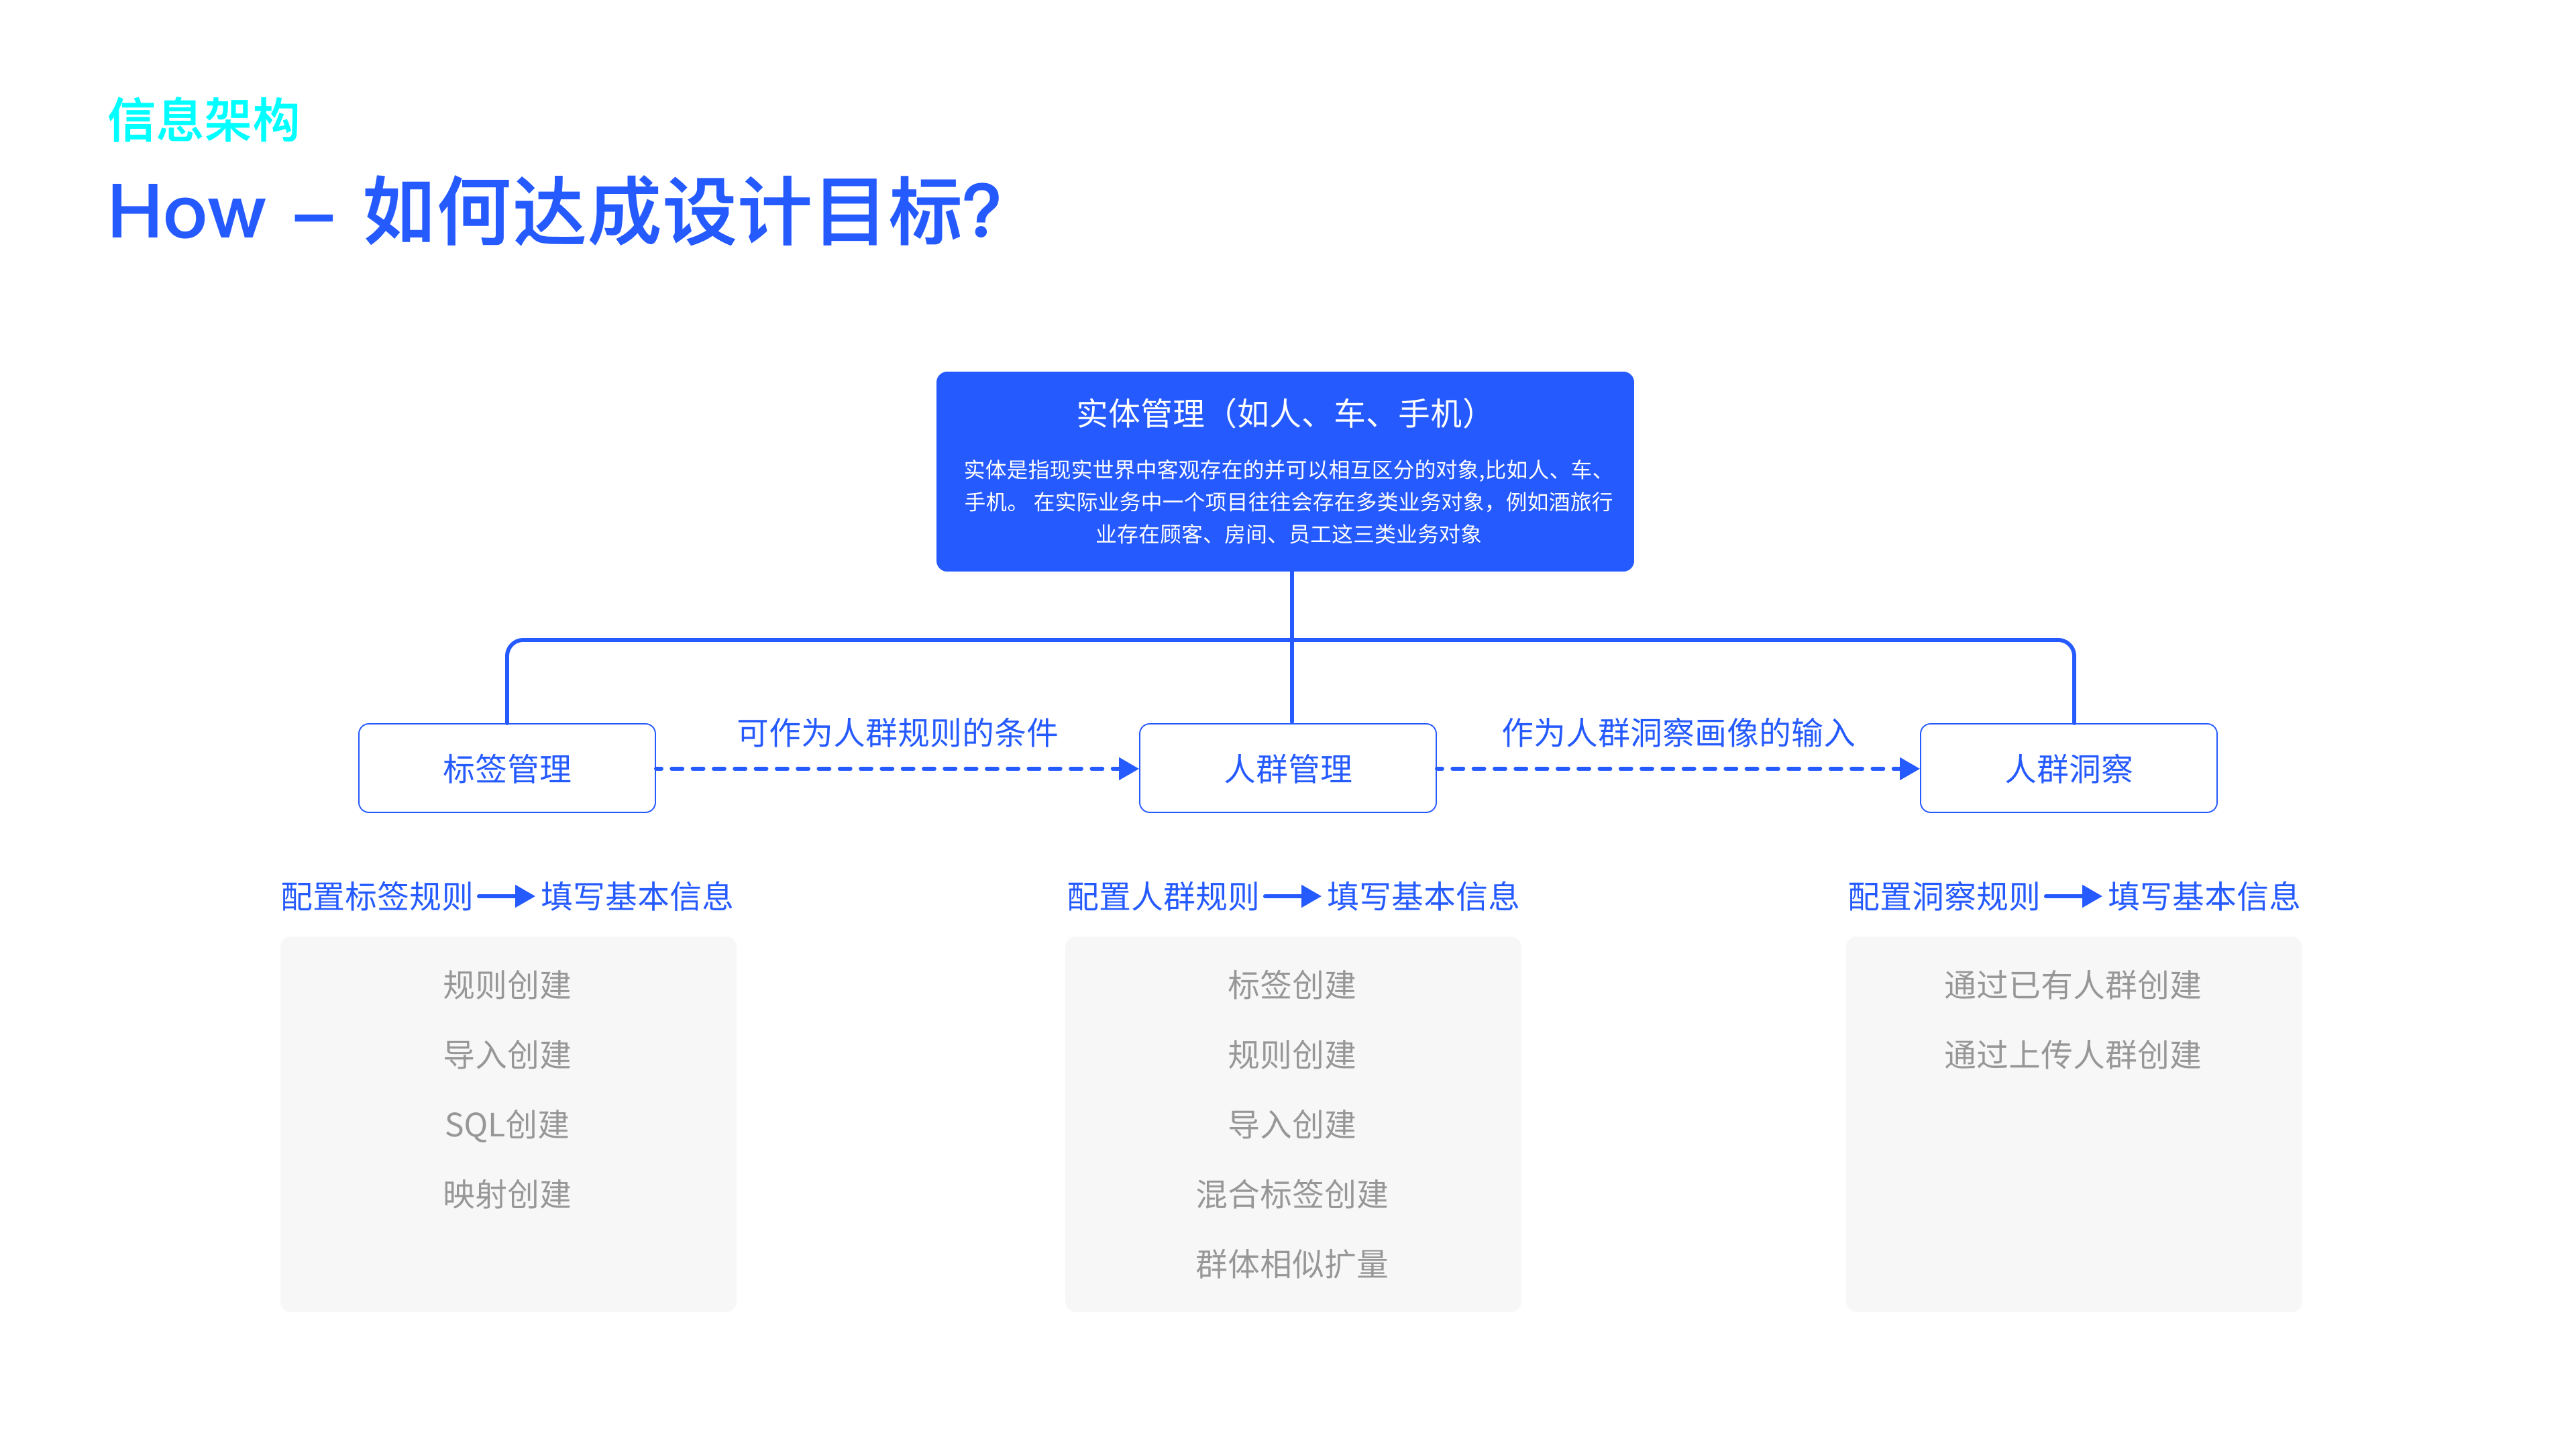 信息架构
How – 如何达成设计目标?
实体管理（如人、车、手机）
实体是指现实世界中客观存在的并可以相互区分的对象,比如人、车、
手机。 在实际业务中一个项目往往会存在多类业务对象，例如酒旅行
业存在顾客、房间、员工这三类业务对象
可作为人群规则的条件
作为人群洞察画像的输入
标签管理
人群管理
人群洞察
配置标签规则
填写基本信息
配置人群规则
填写基本信息
配置洞察规则
填写基本信息
规则创建
导入创建
SQL创建
映射创建
标签创建
规则创建
导入创建
混合标签创建
群体相似扩量
通过已有人群创建
通过上传人群创建